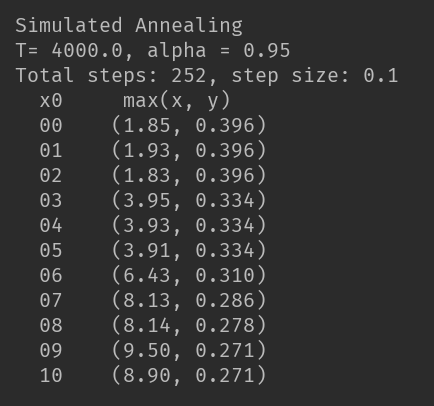 Simulated Annealing
T= 4000.0, alpha = 0.95
Total steps: 252, step size: 0.1
x0     max(x, y)
00    (1.85, 0.396)
01    (1.93, 0.396)
02    (1.83, 0.396)
03    (3.95, 0.334)
04    (3.93, 0.334)
05    (3.91, 0.334)
06    (6.43, 0.310)
07    (8.13, 0.286)
08    (8.14, 0.278)
09    (9.50, 0.271)
10    (8.90, 0.271)